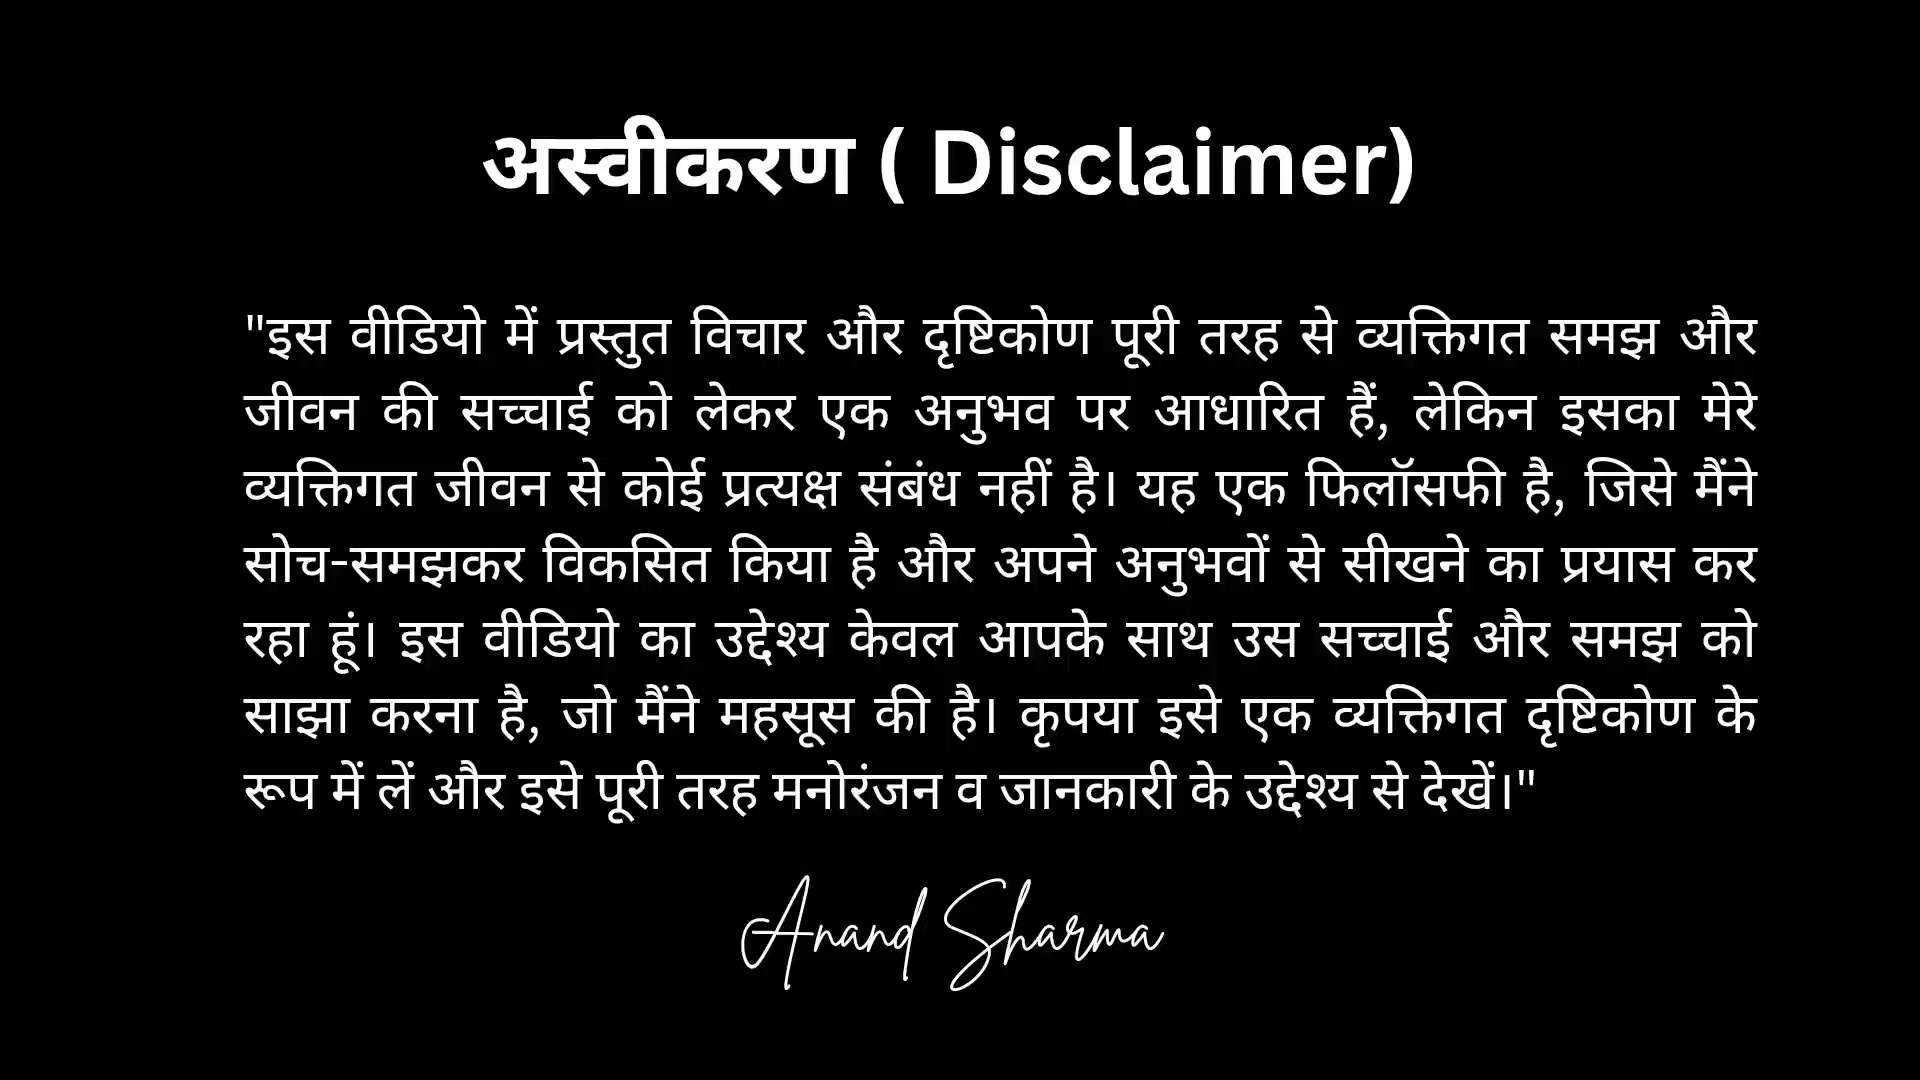 अस्वीकरण ( Disclaimer)
"इस वीडियो में प्रस्तुत विचार और दृष्टिकोण पूरी तरह से व्यक्तिगत समझ और
जीवन की सच्चाई को लेकर एक अनुभव पर आधारित हैं, लेकिन इसका मेरे
व्यक्तिगत जीवन से कोई प्रत्यक्ष संबंध नहीं है। यह एक फिलॉसफी है, जिसे मैंने
सोच-समझकर विकसित किया है और अपने अनुभवों से सीखने का प्रयास कर
रहा हूं। इस वीडियो का उद्देश्य केवल आपके साथ उस सच्चाई और समझ को
साझा करना है, जो मैंने महसूस की है। कृपया इसे एक व्यक्तिगत दृष्टिकोण के
रूप में लें और इसे पूरी तरह मनोरंजन व जानकारी के उद्देश्य से देखें।"
Anand Sharma